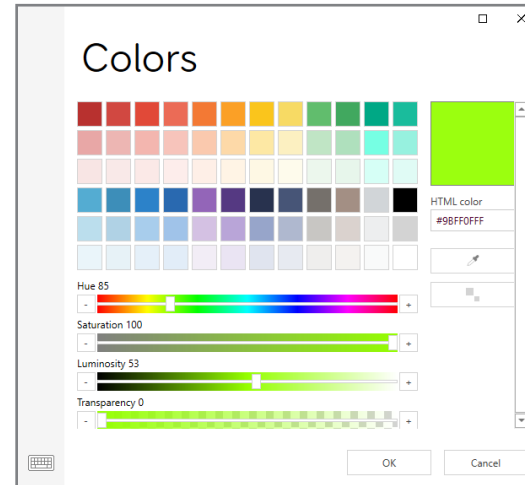 Colors
HTML color
#9BFF0FFF
Hue 85
- +
Saturation 100
- +
Luminosity 53
- +
Transparency 0
- +
OK Cancel